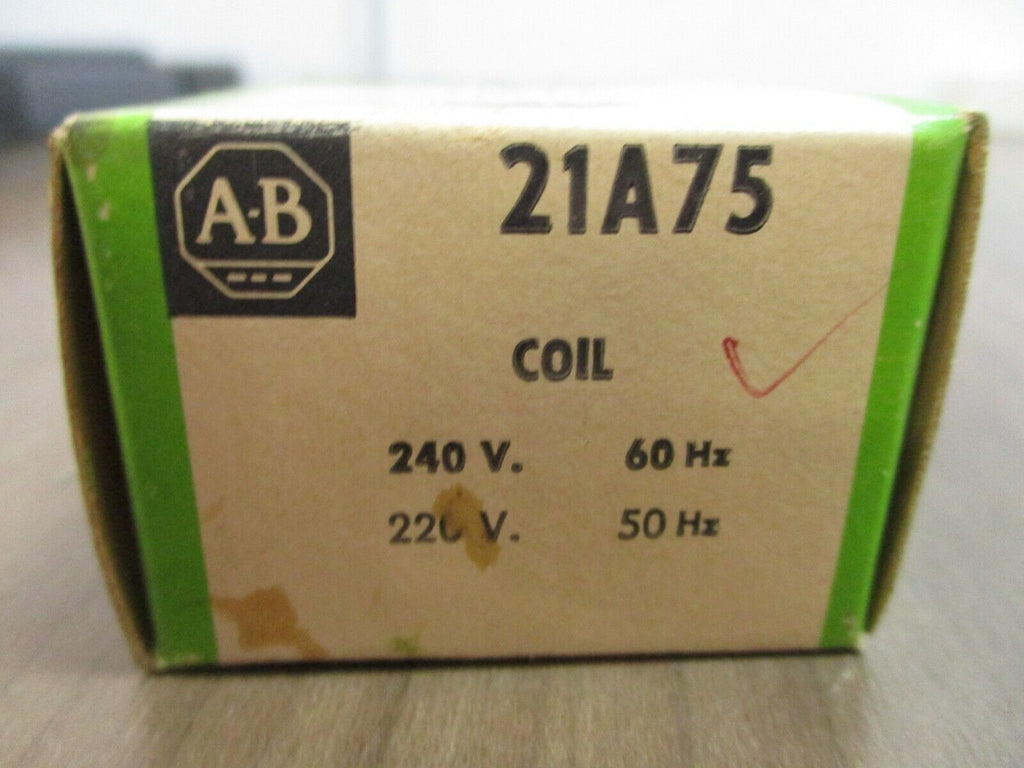 A-B
21A75
COIL
240 V. 60 Hz
220 V. 50 Hz